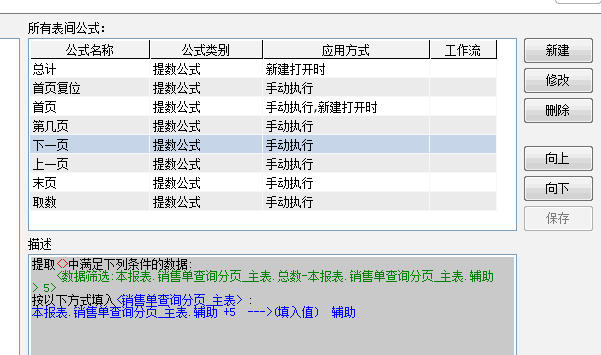 所有表间公式:
公式名称 公式类别 应用方式 工作流
总计 提数公式 新建打开时
首页复位 提数公式 手动执行
首页 提数公式 手动执行,新建打开时
第几页 提数公式 手动执行
下一页 提数公式 手动执行
上一页 提数公式 手动执行
末页 提数公式 手动执行
取数 提数公式 手动执行
新建
修改
删除
向上
向下
保存
描述
提取<>中满足下列条件的数据:
<数据筛选:本报表.销售单查询分页_主表.总数-本报表.销售单查询分页_主表.辅助
> 5>
按以下方式填入<销售单查询分页_主表> :
本报表.销售单查询分页_主表.辅助 +5 --->(填入值) 辅助